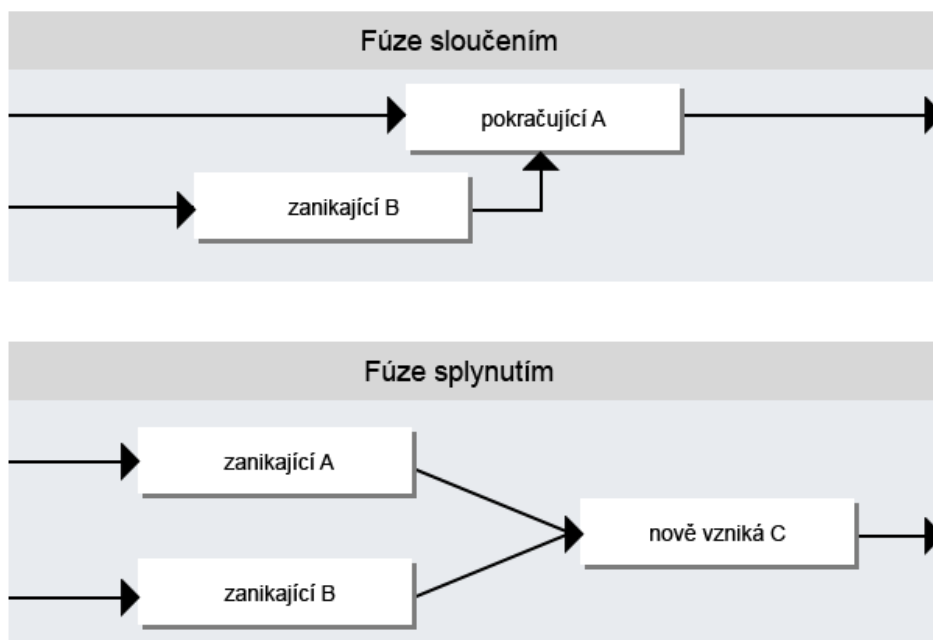 Fúze sloučením
pokračující A
zanikající B
Fúze splynutím
zanikající A
nově vzniká C
zanikající B